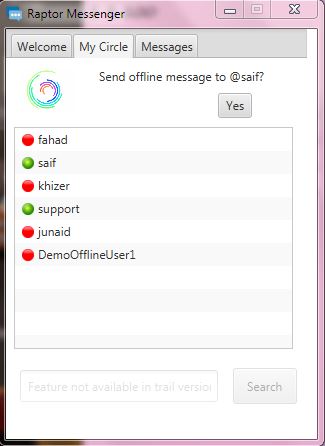 Raptor Messenger
Welcome My Circle Messages
Send offline message to @saif?
Yes
fahad
saif
khizer
support
junaid
DemoOfflineUser1
Feature not available in trail version
Search